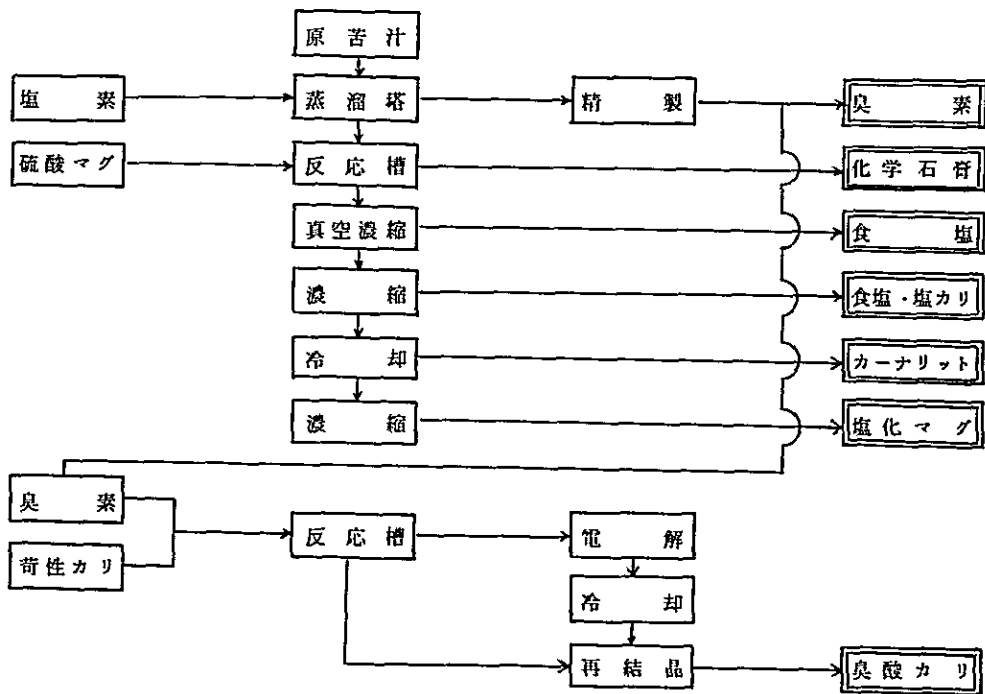 原苦汁
塩素 蒸溜塔 精製 臭素
硫酸マグ 反応槽 化学石膏
真空濃縮 食塩
濃縮 食塩・塩カリ
冷却 カーナリット
濃縮 塩化マグ
臭素 反応槽 電解
苛性カリ
冷却
再結晶 臭酸カリ